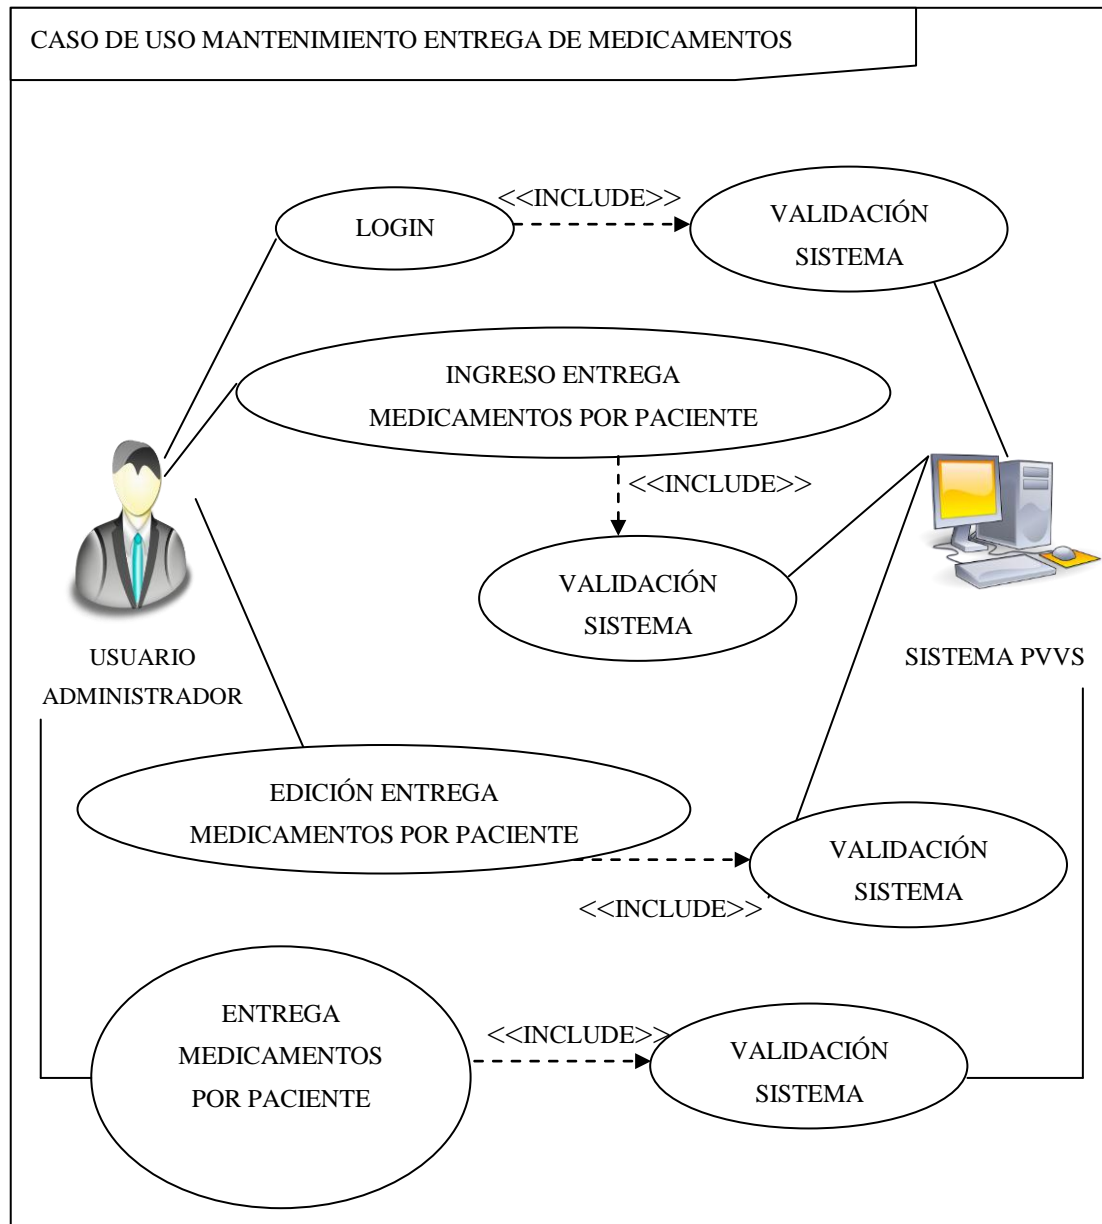 CASO DE USO MANTENIMIENTO ENTREGA DE MEDICAMENTOS
<<INCLUDE>>
LOGIN
VALIDACIÓN
SISTEMA
INGRESO ENTREGA
MEDICAMENTOS POR PACIENTE
<<INCLUDE>>
VALIDACIÓN
SISTEMA
USUARIO
ADMINISTRADOR
SISTEMA PVVS
EDICIÓN ENTREGA
MEDICAMENTOS POR PACIENTE
VALIDACIÓN
SISTEMA
<<INCLUDE>>
ENTREGA
MEDICAMENTOS
POR PACIENTE
<<INCLUDE>>
VALIDACIÓN
SISTEMA